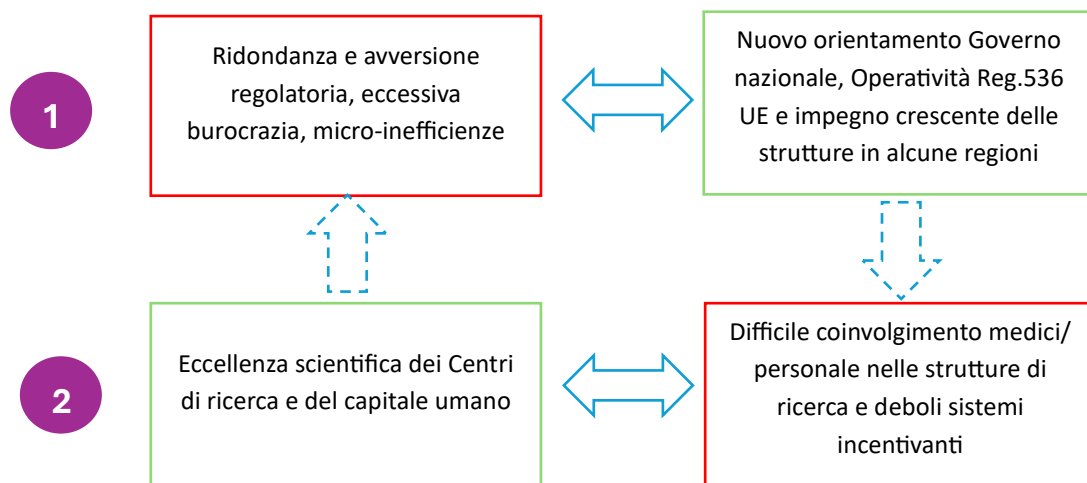 1
Ridondanza e avversione
regolatoria, eccessiva
burocrazia, micro-inefficienze
Nuovo orientamento Governo
nazionale, Operatività Reg.536
UE e impegno crescente delle
strutture in alcune regioni
2
Eccellenza scientifica dei Centri
di ricerca e del capitale umano
Difficile coinvolgimento medici/
personale nelle strutture di
ricerca e deboli sistemi
incentivanti